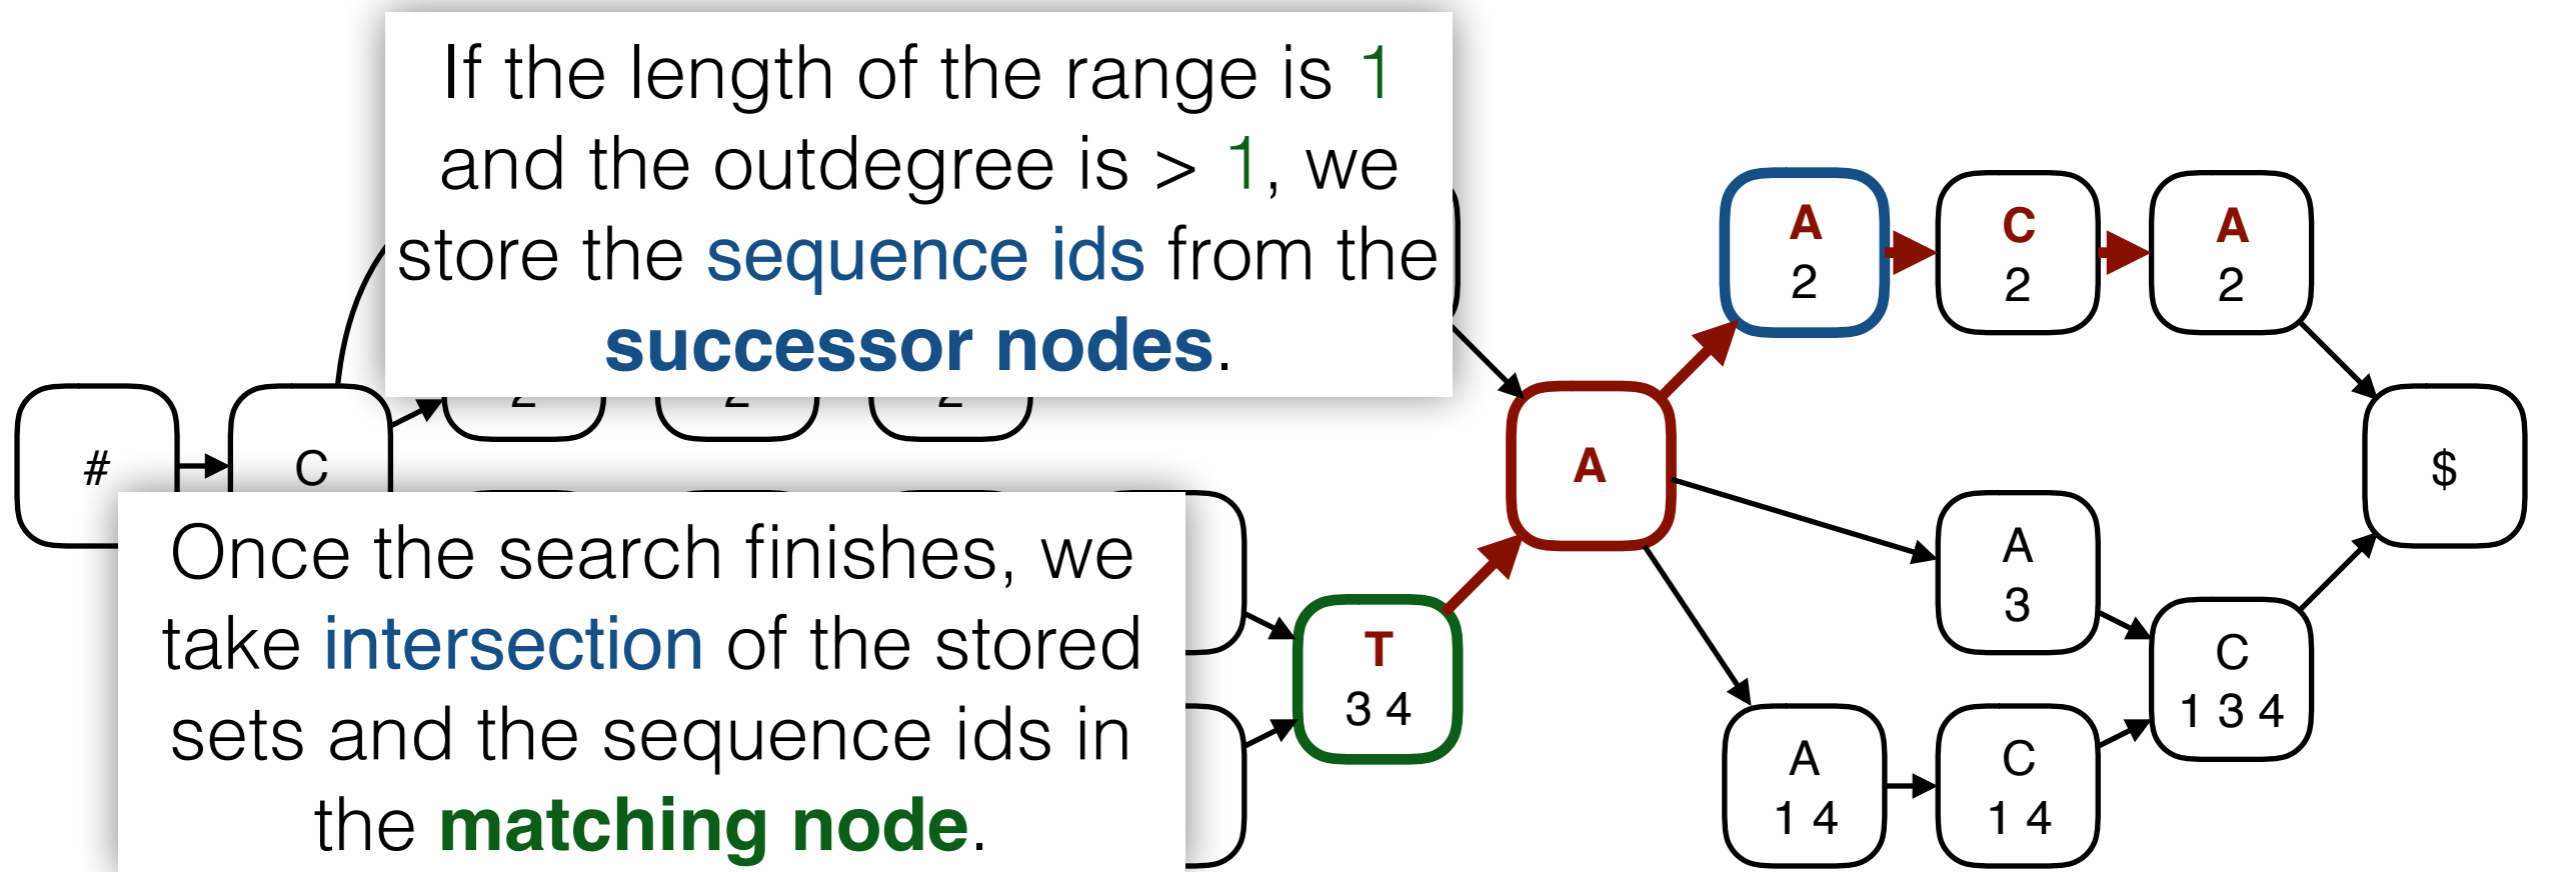 If the length of the range is 1
and the outdegree is > 1, we
store the sequence ids from the
successor nodes.
A
2
C
2
A
2
#
C
A
$
Once the search finishes, we
take intersection of the stored
sets and the sequence ids in
the matching node.
T
3 4
A
3
C
1 3 4
A
1 4
C
1 4